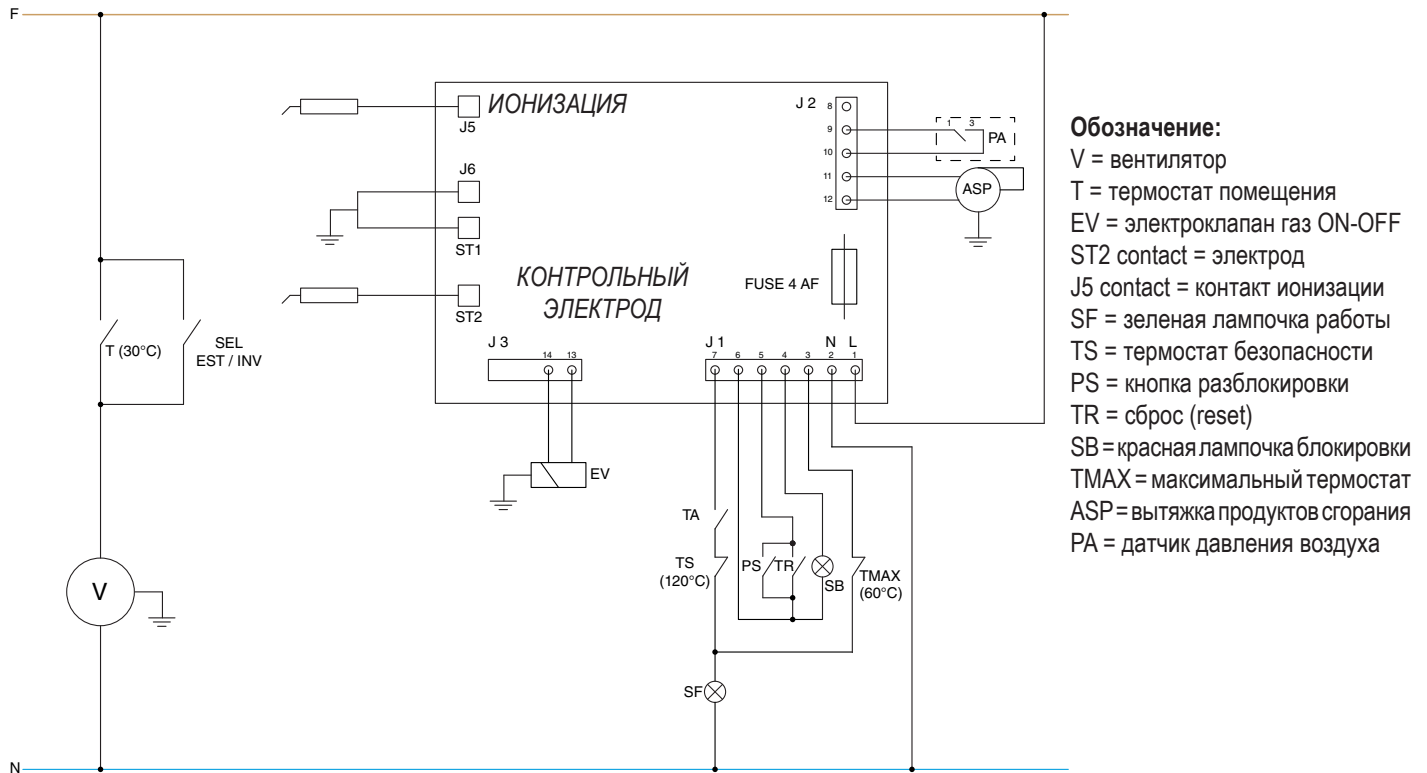 F
ИОНИЗАЦИЯ
J5
J6
ST1
КОНТРОЛЬНЫЙ
ЭЛЕКТРОД
ST2
J 2
8
9
10
11
12
1 3
PA
ASP
FUSE 4 AF
J 3
14 13
J 1
N L
7 6 5 4 3 2 1
T (30°C)
SEL
EST / INV
EV
TA
TS
(120°C)
PS
TR
SB
TMAX
(60°C)
V
SF
N
Обозначение:
V = вентилятор
T = термостат помещения
EV = электроклапан газ ON-OFF
ST2 contact = электрод
J5 contact = контакт ионизации
SF = зеленая лампочка работы
TS = термостат безопасности
PS = кнопка разблокировки
TR = сброс (reset)
SB = красная лампочка блокировки
TMAX = максимальный термостат
ASP = вытяжка продуктов сгорания
PA = датчик давления воздуха